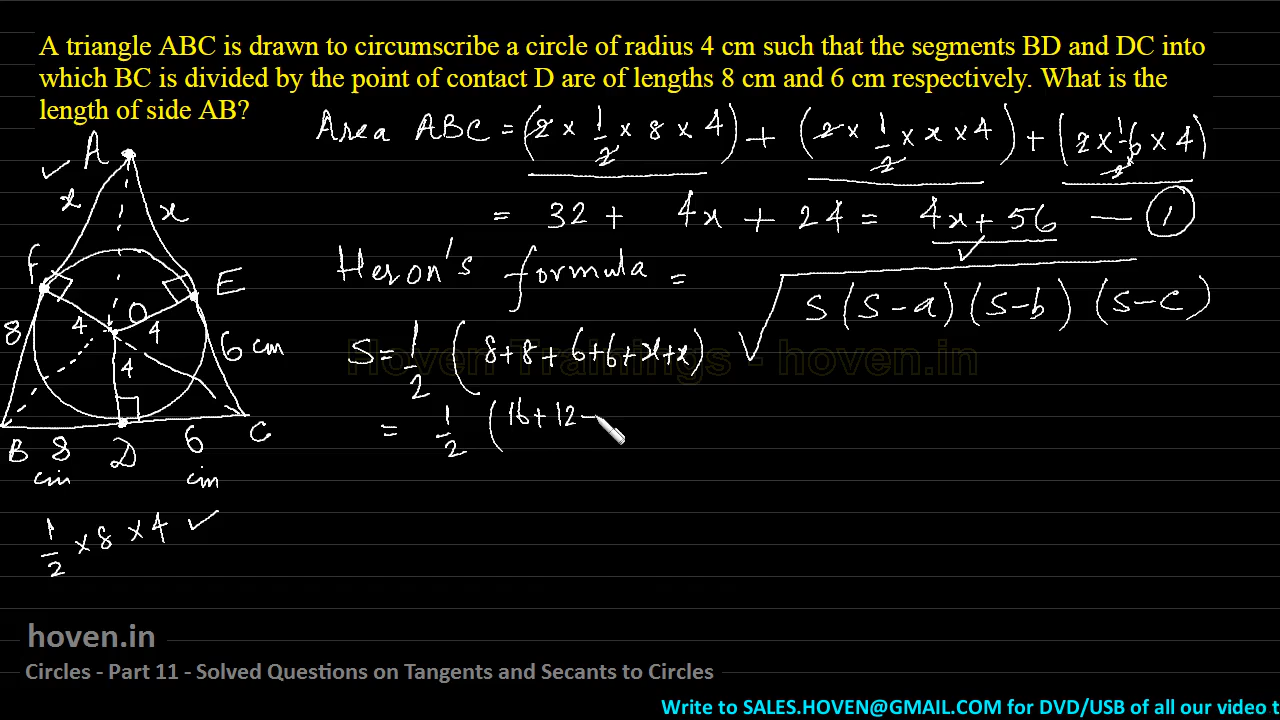 A triangle ABC is drawn to circumscribe a circle of radius 4 cm such that the segments BD and DC into
which BC is divided by the point of contact D are of lengths 8 cm and 6 cm respectively. What is the
length of side AB?
Area ABC = (2 × 1/2 × 8 × 4) + (2 × 1/2 × x × 4) + (2 × 1/2 6 × 4)
= 32 + 4x + 24 = 4x + 56 — 1
Heron's formula = √ s(s-a)(s-b)(s-c)
S = 1/2 (8+8+6+6+x+x)
= 1/2 (16+12-
A
x x
F E
O
8 4 4 6 cm
4
B 8 D 6 C
cm cm
1/2 × 8 × 4 ✓
Hoven Trainings - hoven.in
hoven.in
Circles - Part 11 - Solved Questions on Tangents and Secants to Circles
Write to SALES.HOVEN@GMAIL.COM for DVD/USB of all our video t